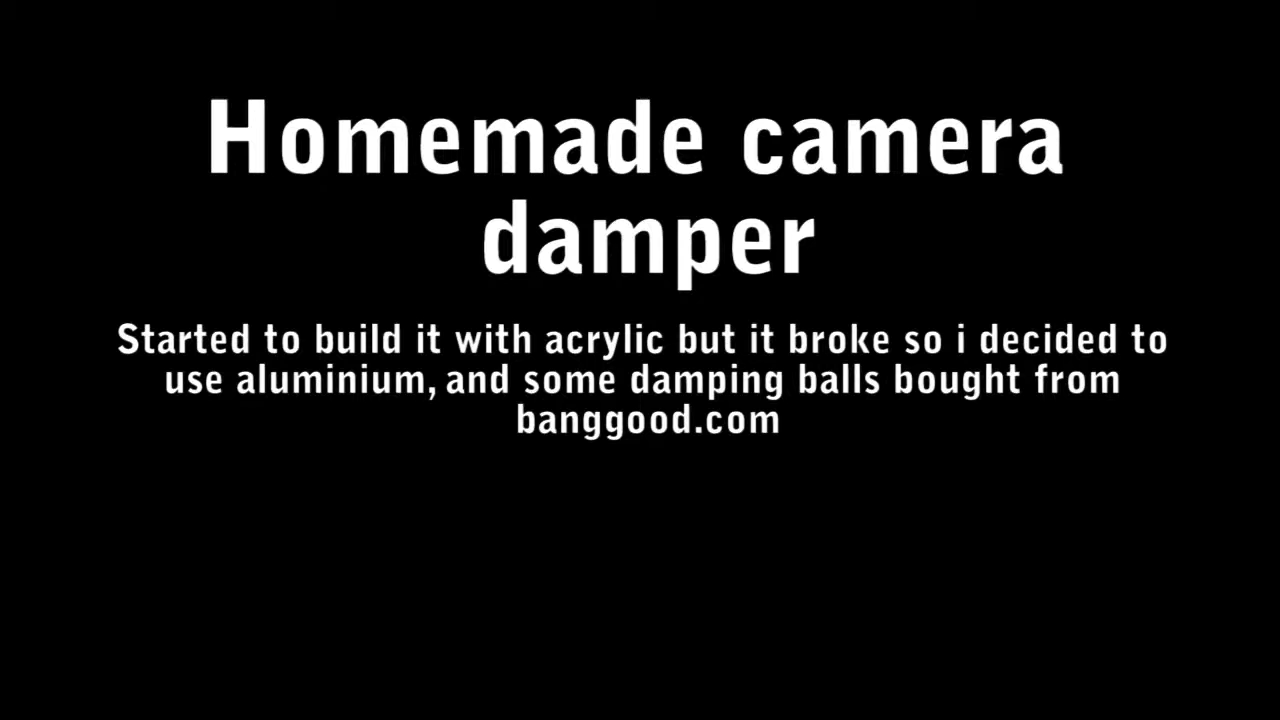 Homemade camera
damper
Started to build it with acrylic but it broke so i decided to
use aluminium, and some damping balls bought from
banggood.com